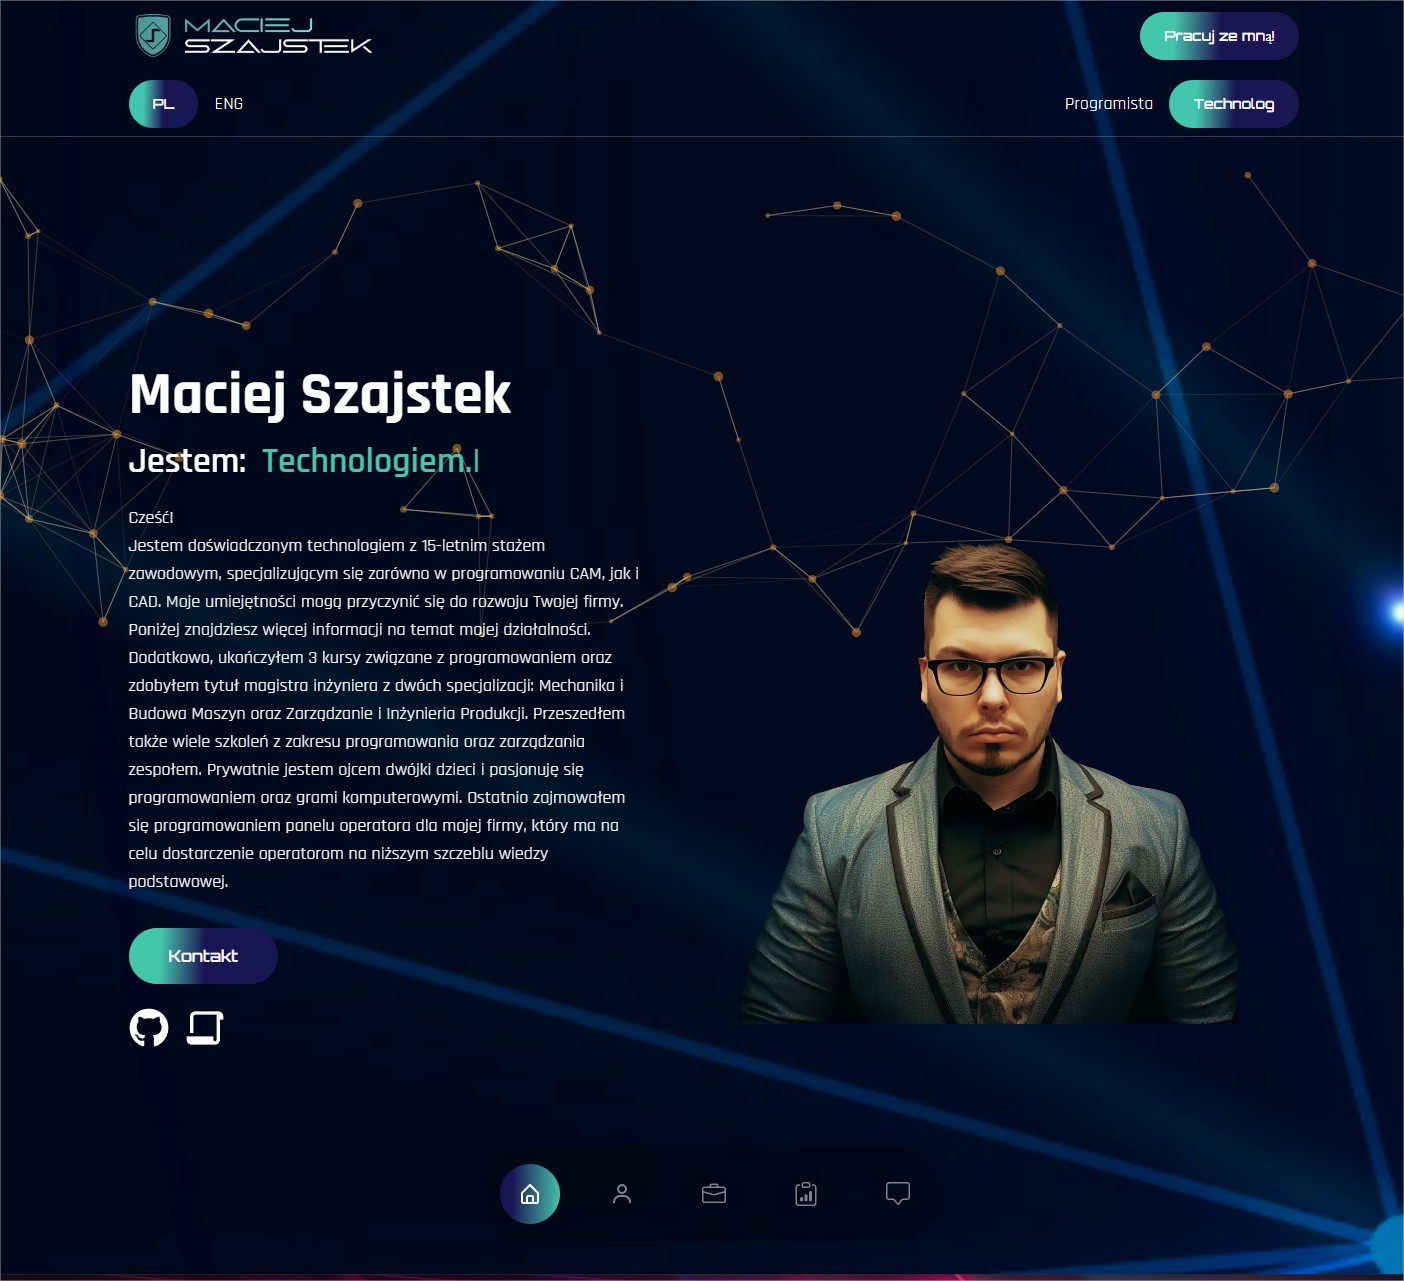 MACIEJ
SZAJSTEK
Pracuj ze mną!
PL
ENG
Programista
Technolog
Maciej Szajstek
Jestem: Technologiem.
Cześć!
Jestem doświadczonym technologiem z 15-letnim stażem
zawodowym, specjalizującym się zarówno w programowaniu CAM, jak i
CAD. Moje umiejętności mogą przyczynić się do rozwoju Twojej firmy.
Poniżej znajdziesz więcej informacji na temat mojej działalności.
Dodatkowo, ukończyłem 3 kursy związane z programowaniem oraz
zdobyłem tytuł magistra inżyniera z dwóch specjalizacji: Mechanika i
Budowa Maszyn oraz Zarządzanie i Inżynieria Produkcji. Przeszedłem
także wiele szkoleń z zakresu programowania oraz zarządzania
zespołem. Prywatnie jestem ojcem dwójki dzieci i pasjonuję się
programowaniem oraz grami komputerowymi. Ostatnio zajmowałem
się programowaniem panelu operatora dla mojej firmy, który ma na
celu dostarczenie operatorom na niższym szczeblu wiedzy
podstawowej.
Kontakt